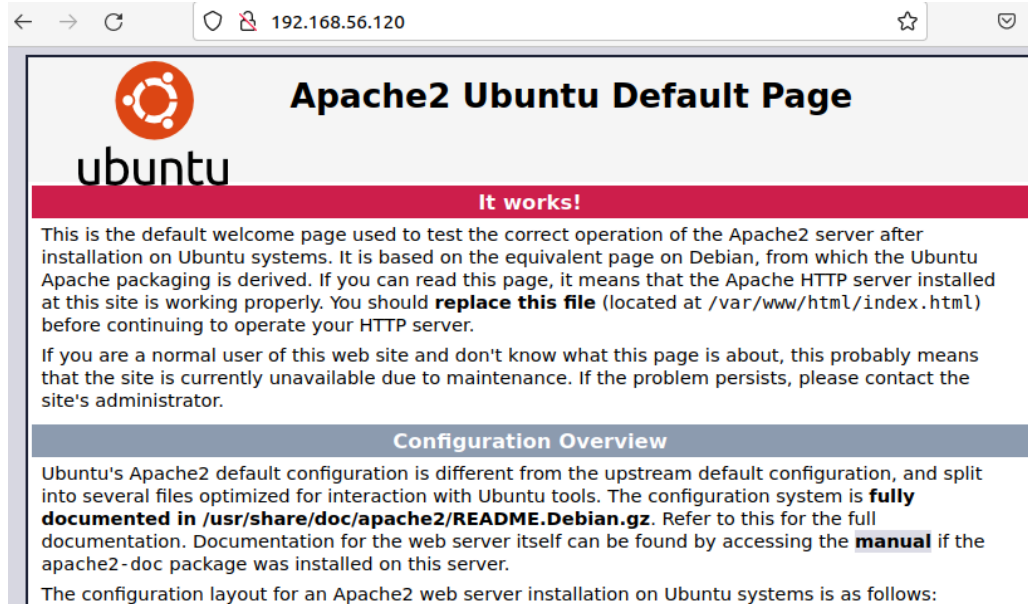 192.168.56.120
Apache2 Ubuntu Default Page
ubuntu
It works!
This is the default welcome page used to test the correct operation of the Apache2 server after
installation on Ubuntu systems. It is based on the equivalent page on Debian, from which the Ubuntu
Apache packaging is derived. If you can read this page, it means that the Apache HTTP server installed
at this site is working properly. You should replace this file (located at /var/www/html/index.html)
before continuing to operate your HTTP server.
If you are a normal user of this web site and don't know what this page is about, this probably means
that the site is currently unavailable due to maintenance. If the problem persists, please contact the
site's administrator.
Configuration Overview
Ubuntu's Apache2 default configuration is different from the upstream default configuration, and split
into several files optimized for interaction with Ubuntu tools. The configuration system is fully
documented in /usr/share/doc/apache2/README.Debian.gz. Refer to this for the full
documentation. Documentation for the web server itself can be found by accessing the manual if the
apache2-doc package was installed on this server.
The configuration layout for an Apache2 web server installation on Ubuntu systems is as follows: